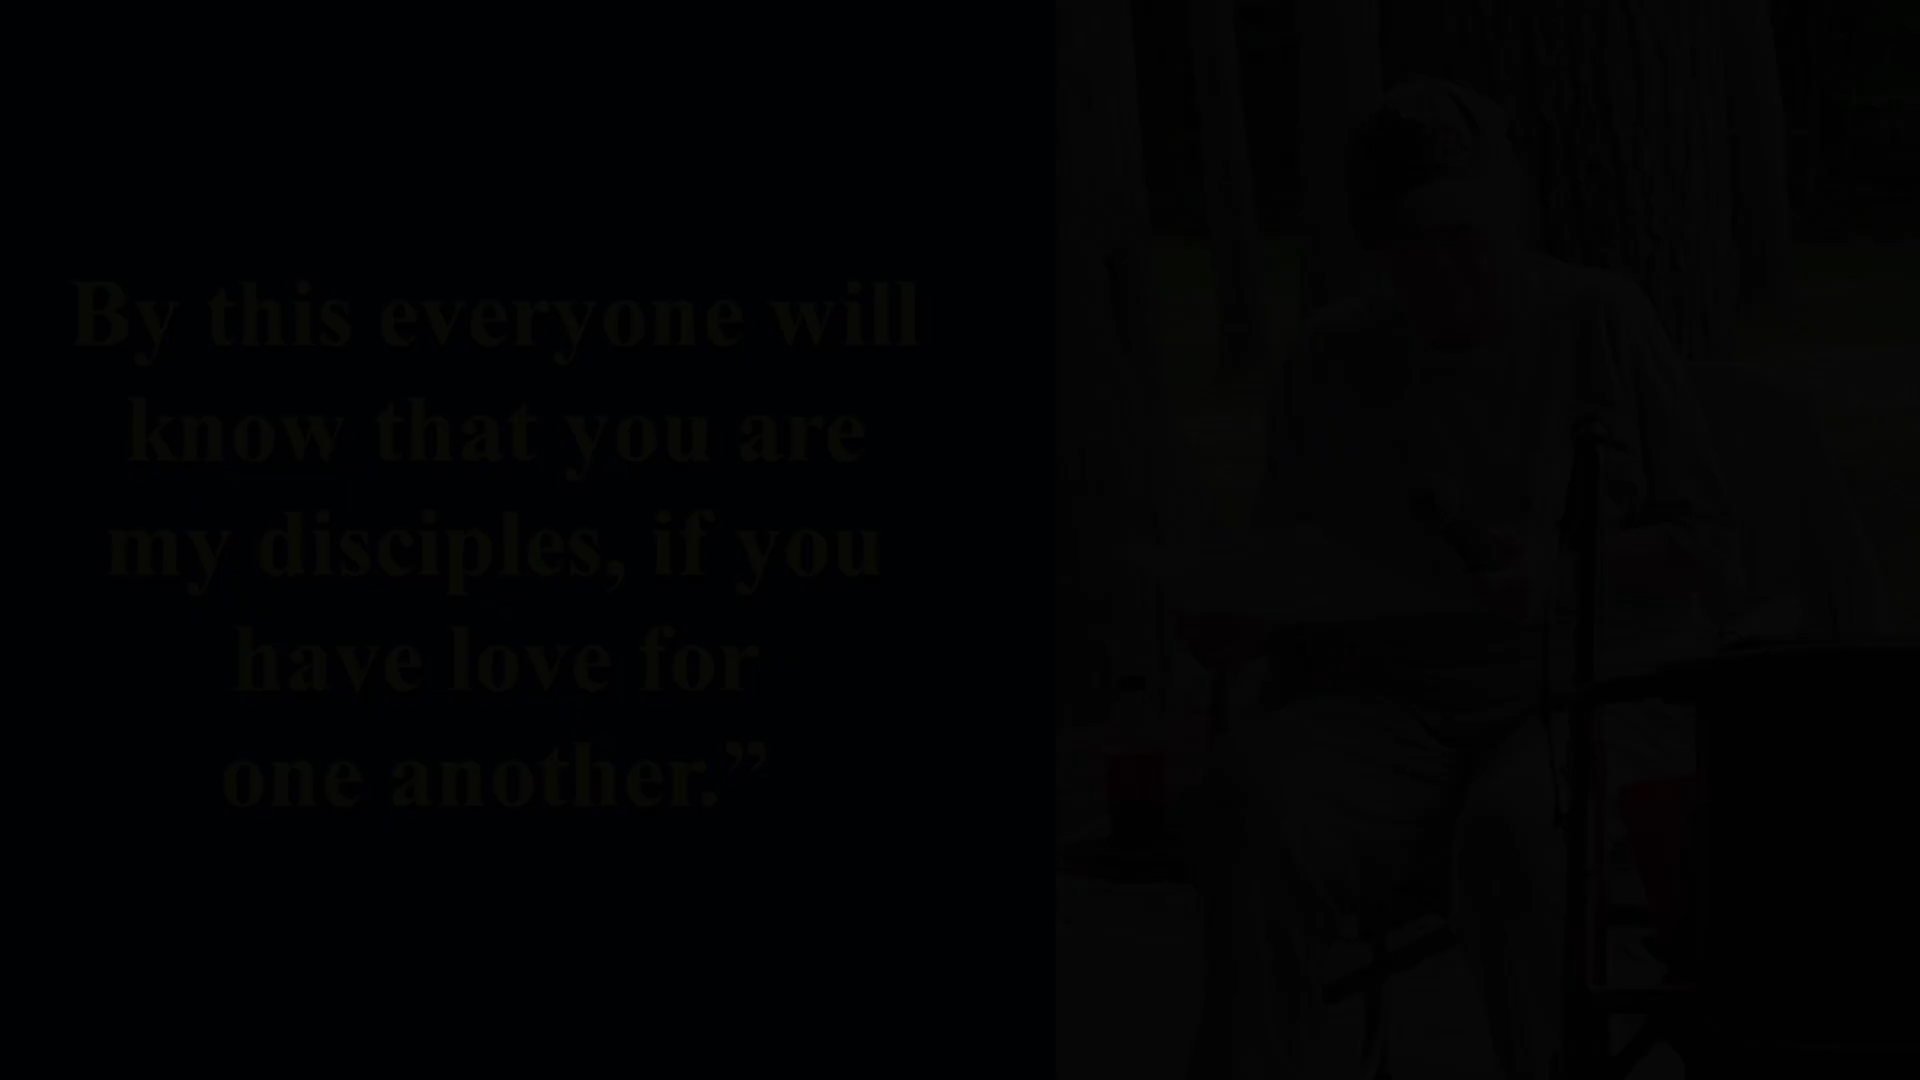 By this everyone will
know that you are
my disciples, if you
have love for
one another.”